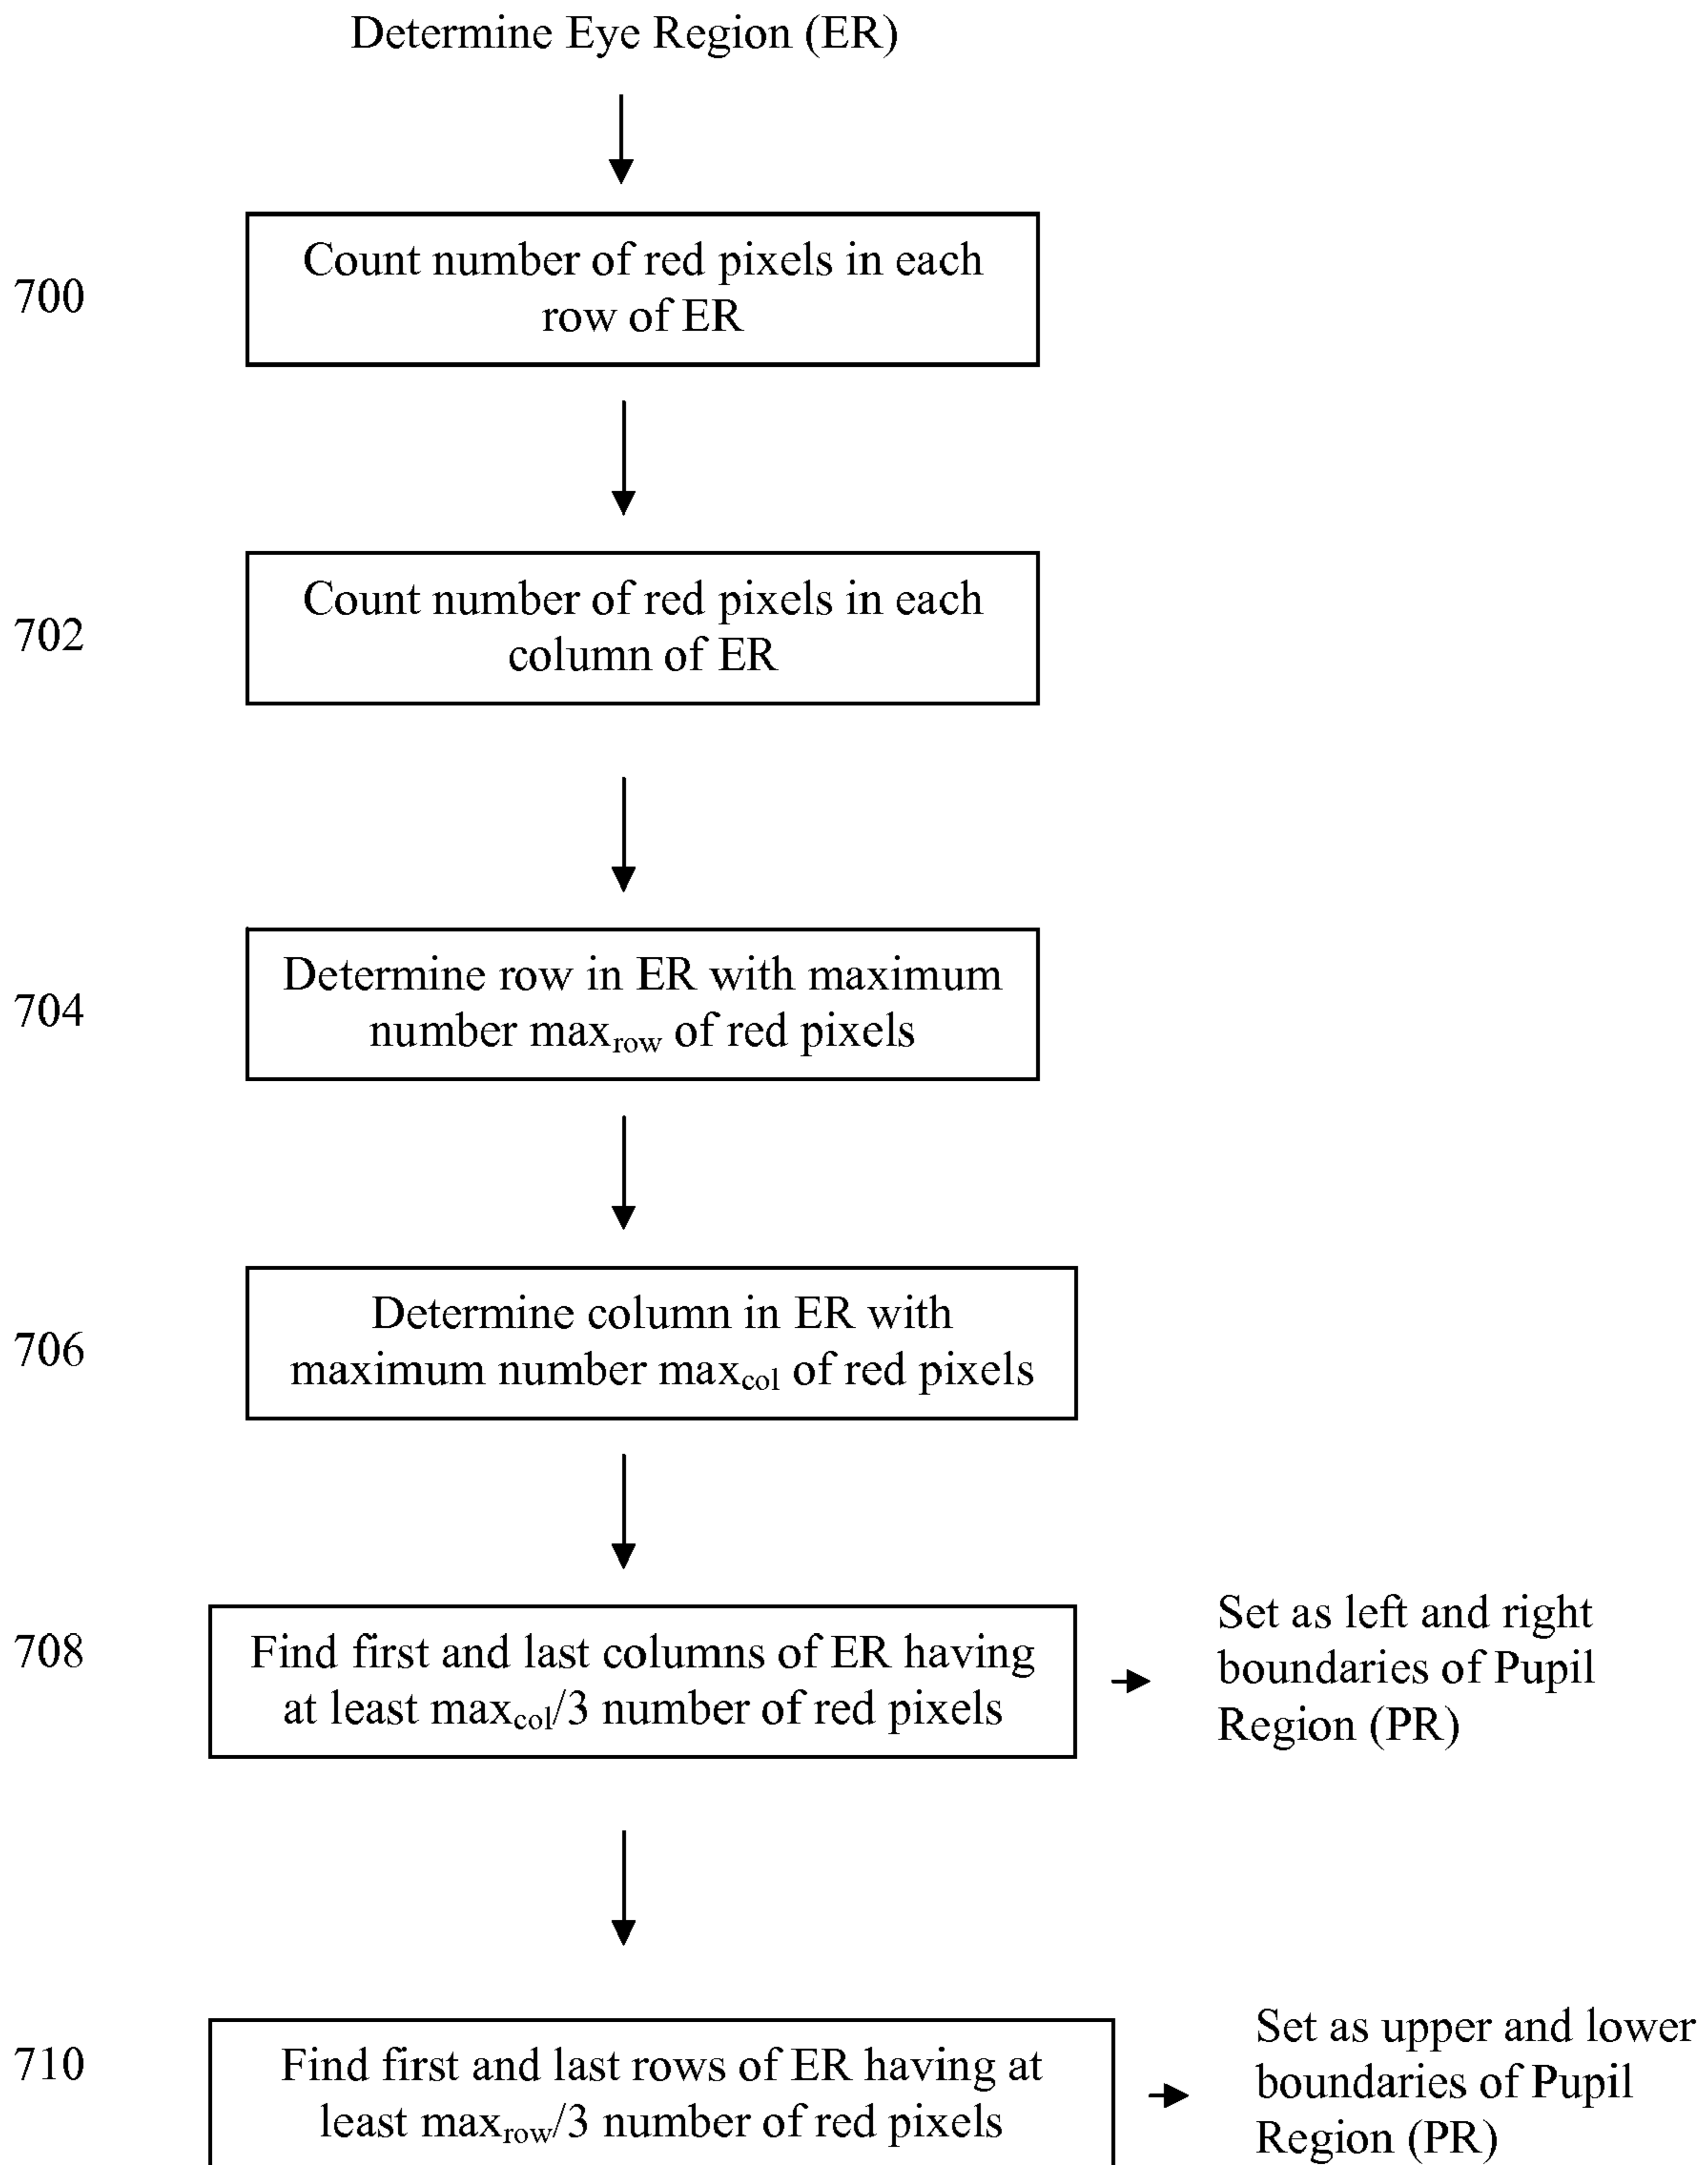 Determine Eye Region (ER)
700
Count number of red pixels in each
row of ER
702
Count number of red pixels in each
column of ER
704
Determine row in ER with maximum
number maxrow of red pixels
706
Determine column in ER with
maximum number maxcol of red pixels
708
Find first and last columns of ER having
at least maxcol/3 number of red pixels
Set as left and right
boundaries of Pupil
Region (PR)
710
Find first and last rows of ER having at
least maxrow/3 number of red pixels
Set as upper and lower
boundaries of Pupil
Region (PR)